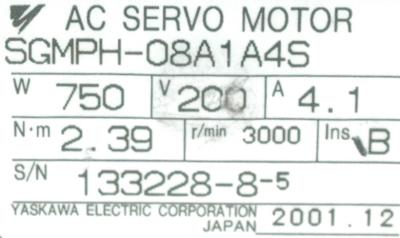 AC SERVO MOTOR
SGMPH-08A1A4S
W 750 V 200 A 4.1
N·m 2.39 r/min 3000 Ins. B
S/N 133228-8-5
YASKAWA ELECTRIC CORPORATION
JAPAN 2001.12